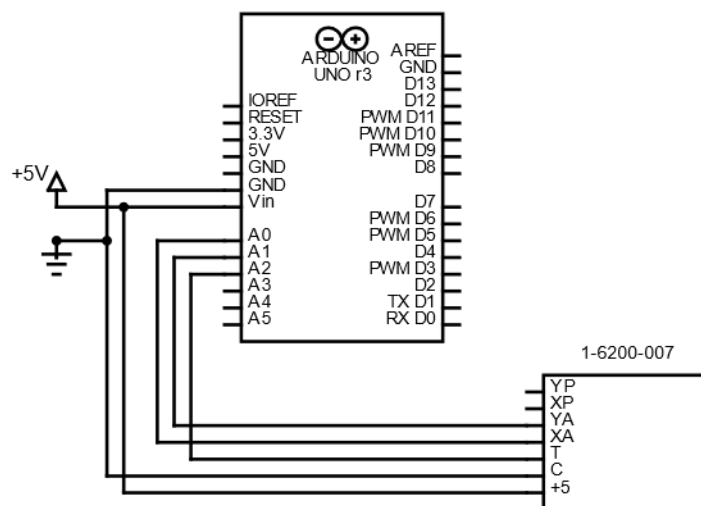 ARDUINO
UNO r3
IOREF
RESET
3.3V
5V
GND
GND
Vin
A0
A1
A2
A3
A4
A5
AREF
GND
D13
D12
PWM D11
PWM D10
PWM D9
D8
D7
PWM D6
PWM D5
D4
PWM D3
D2
TX D1
RX D0
+5V
1-6200-007
YP
XP
YA
XA
T
C
+5